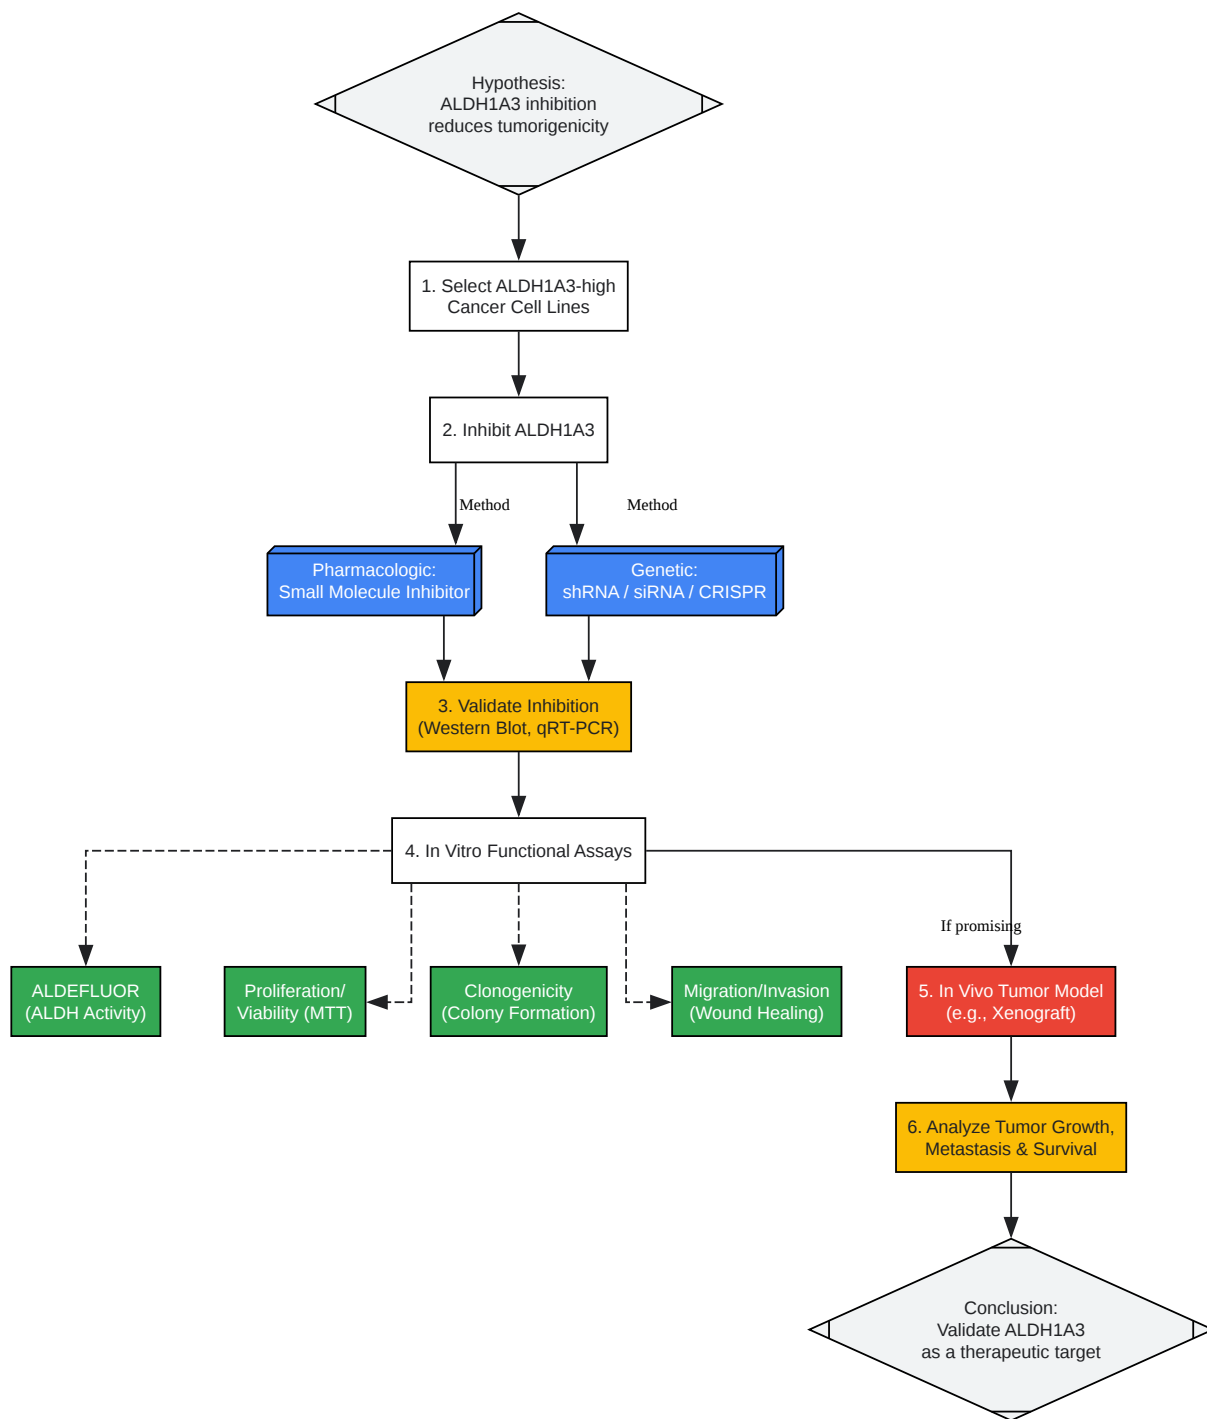 Hypothesis:
ALDH1A3 inhibition
reduces tumorigenicity
1. Select ALDH1A3-high
Cancer Cell Lines
2. Inhibit ALDH1A3
Method
Method
Pharmacologic:
Small Molecule Inhibitor
Genetic:
shRNA / siRNA / CRISPR
3. Validate Inhibition
(Western Blot, qRT-PCR)
4. In Vitro Functional Assays
If promising
ALDEFLUOR
(ALDH Activity)
Proliferation/
Viability (MTT)
Clonogenicity
(Colony Formation)
Migration/Invasion
(Wound Healing)
5. In Vivo Tumor Model
(e.g., Xenograft)
6. Analyze Tumor Growth,
Metastasis & Survival
Conclusion:
Validate ALDH1A3
as a therapeutic target